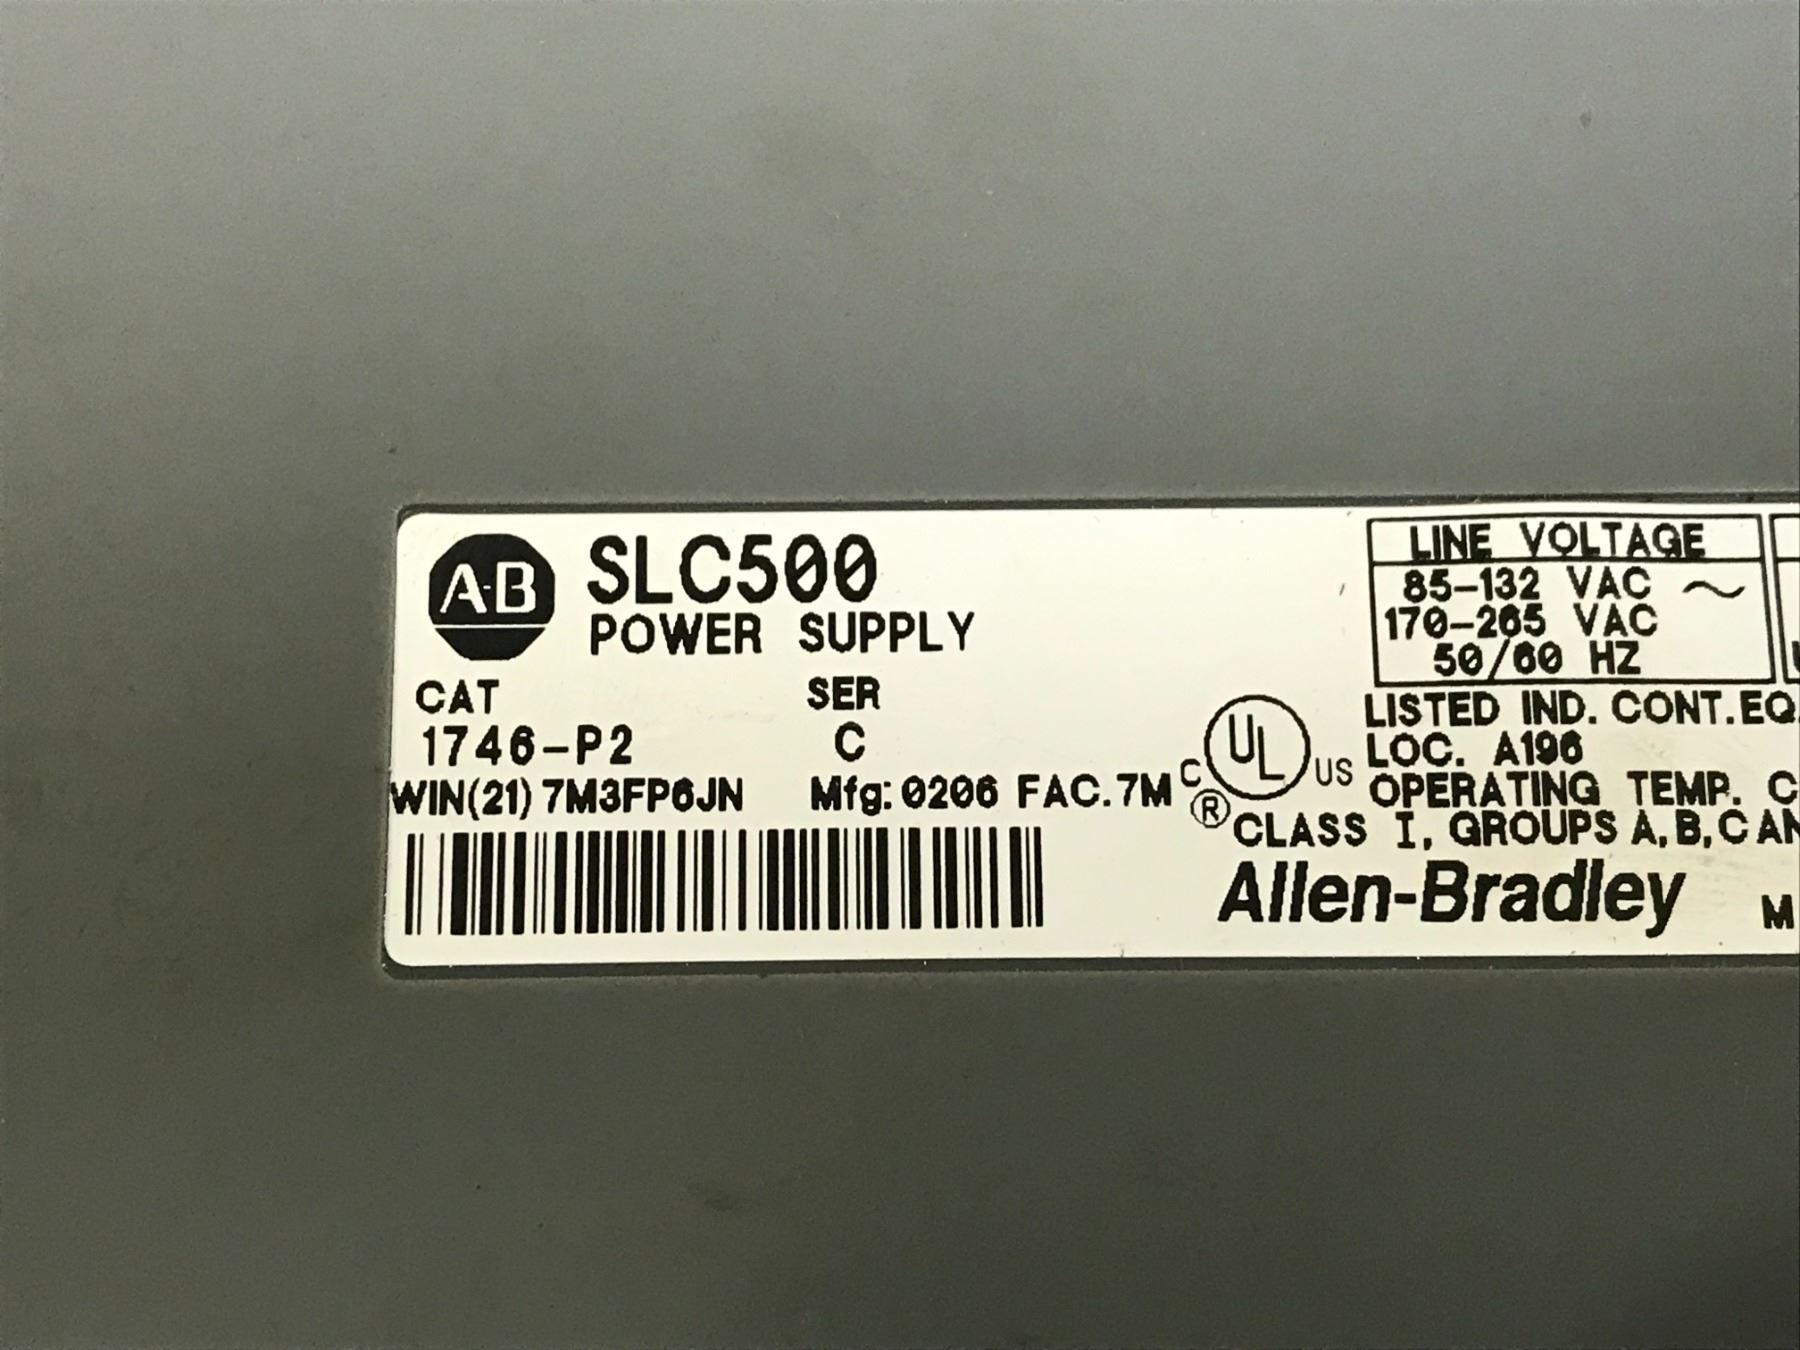 A-B SLC500
POWER SUPPLY
CAT SER
1746-P2 C
WIN(21) 7M3FP6JN Mfg: 0206 FAC. 7M
LINE VOLTAGE
85-132 VAC ~
170-265 VAC
50/60 HZ
C UL US
®
LISTED IND. CONT. EQ.
LOC. A196
OPERATING TEMP. C
CLASS I, GROUPS A, B, C AN
Allen-Bradley M